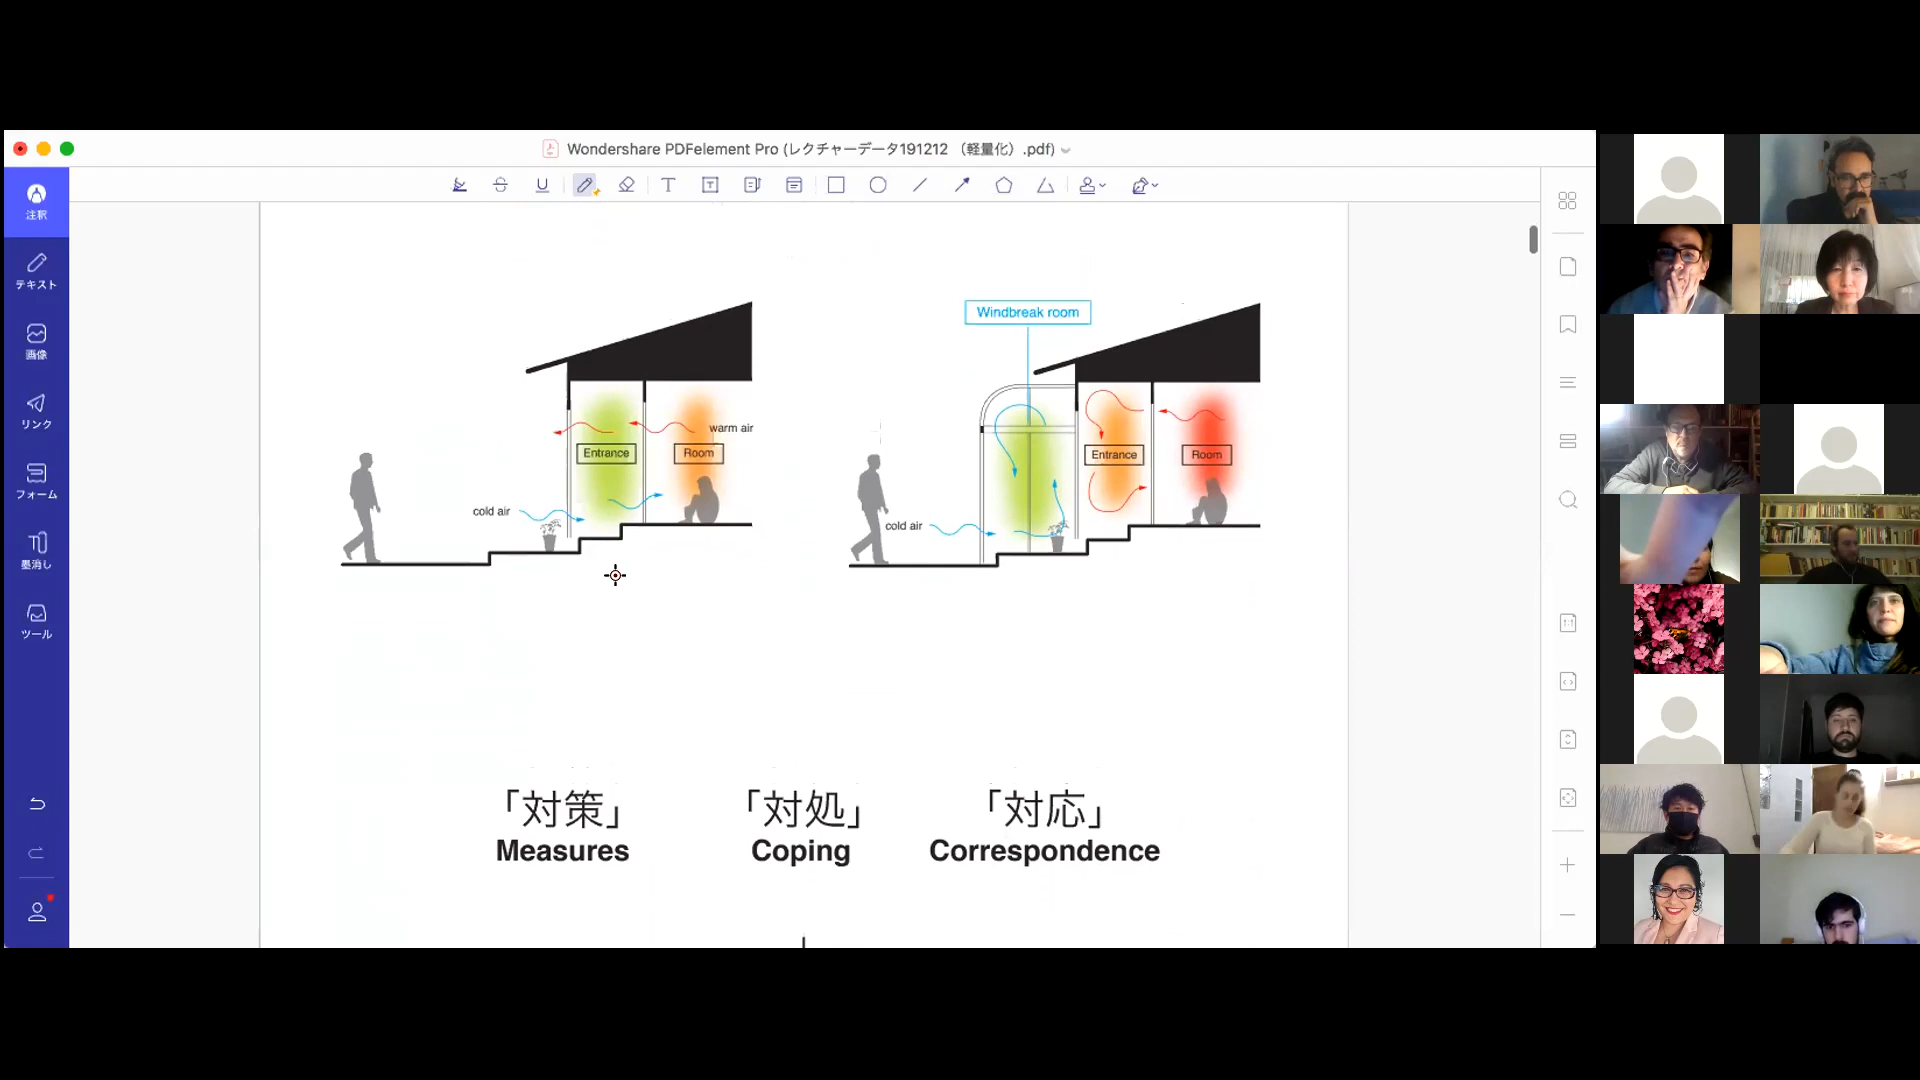 Wondershare PDFelement Pro (レクチャーデータ191212 （軽量化）.pdf)
注釈
テキスト
画像
リンク
フォーム
墨消し
ツール
Windbreak room
warm air
Entrance
Room
cold air
Entrance
Room
cold air
「対策」
「対処」
「対応」
Measures
Coping
Correspondence